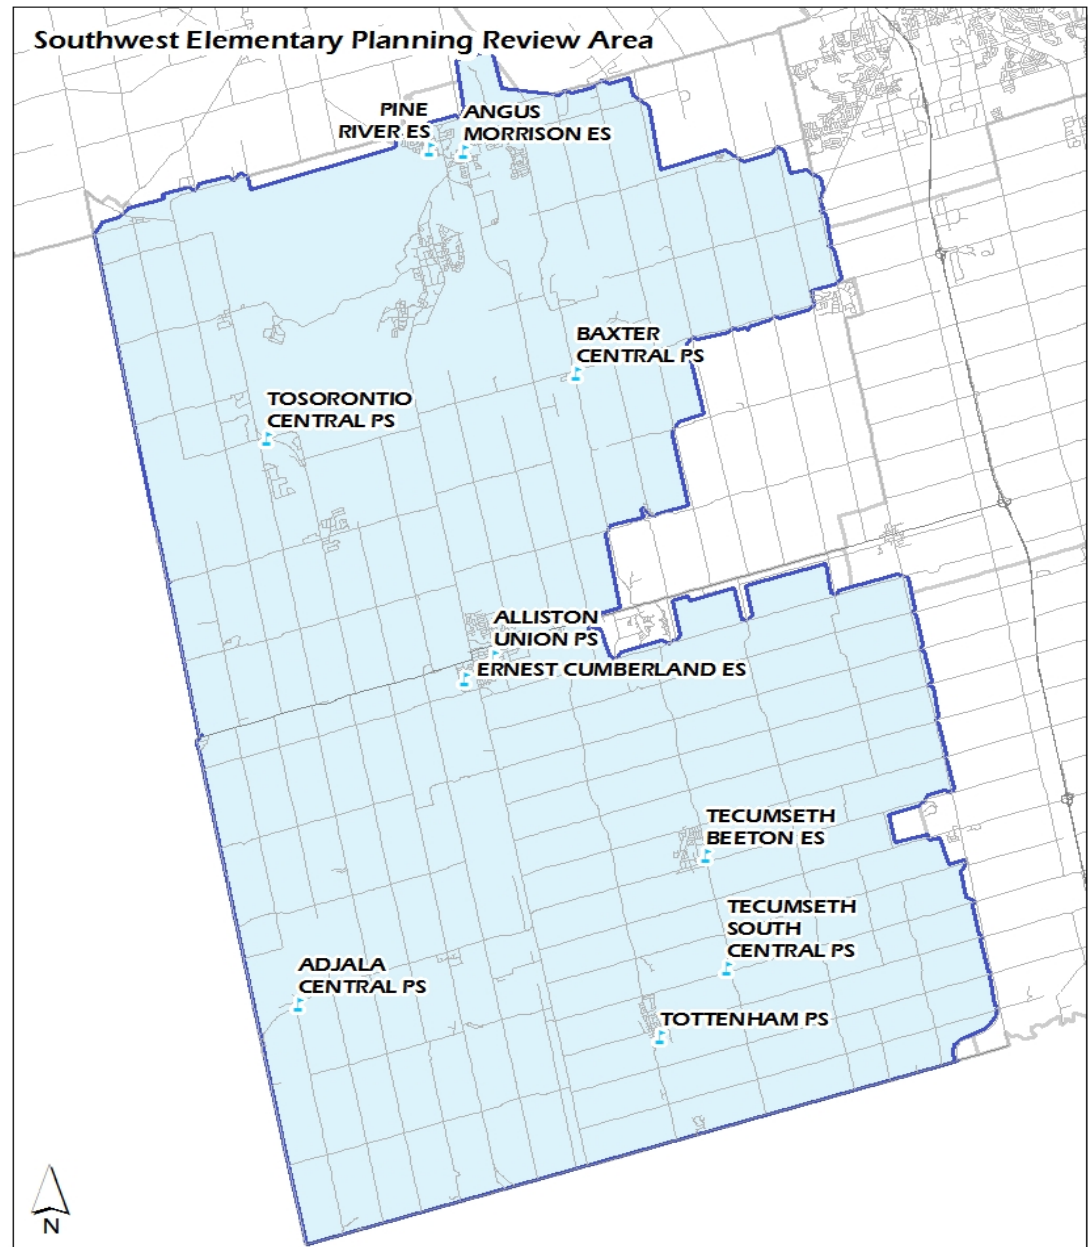 Southwest Elementary Planning Review Area
PINE
RIVER ES
ANGUS
MORRISON ES
BAXTER
CENTRAL PS
TOSORONTIO
CENTRAL PS
ALLISTON
UNION PS
ERNEST CUMBERLAND ES
TECUMSETH
BEETON ES
TECUMSETH
SOUTH
CENTRAL PS
ADJALA
CENTRAL PS
TOTTENHAM PS
N